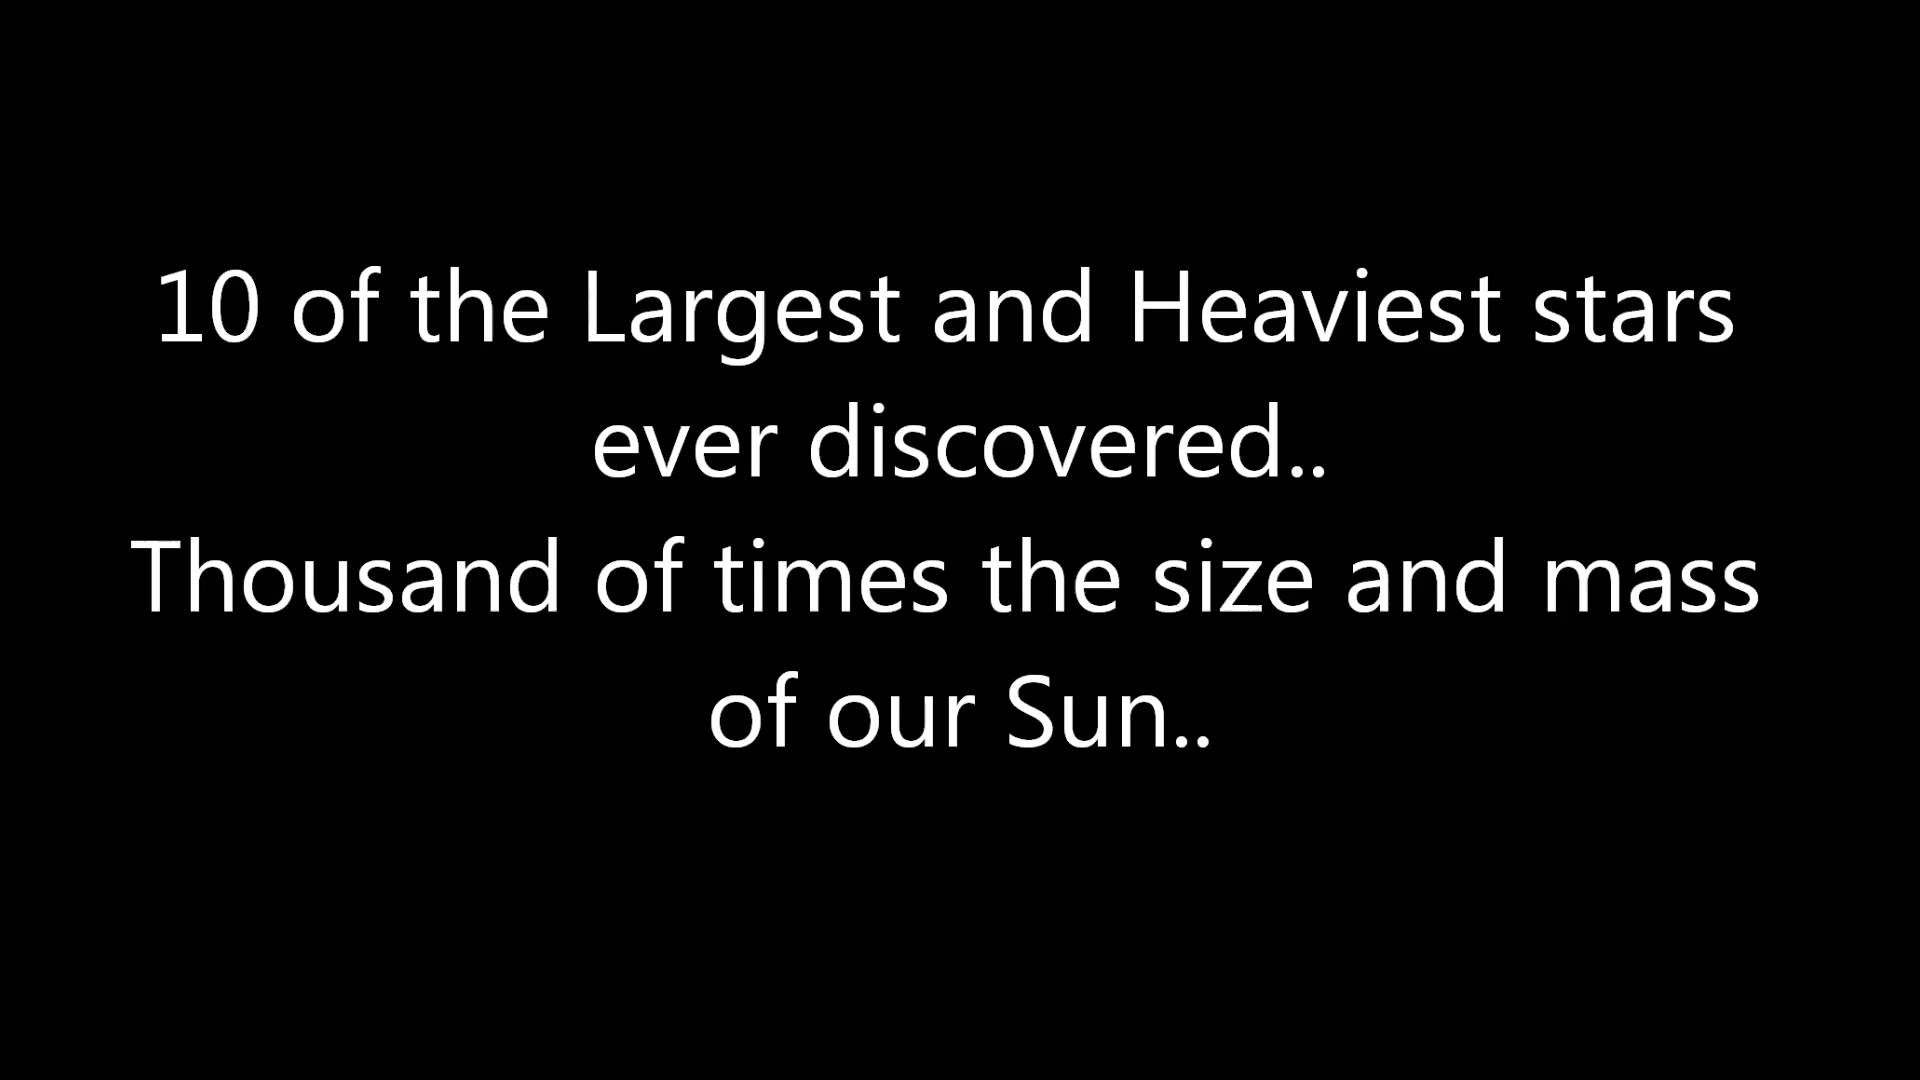 10 of the Largest and Heaviest stars
ever discovered..
Thousand of times the size and mass
of our Sun..